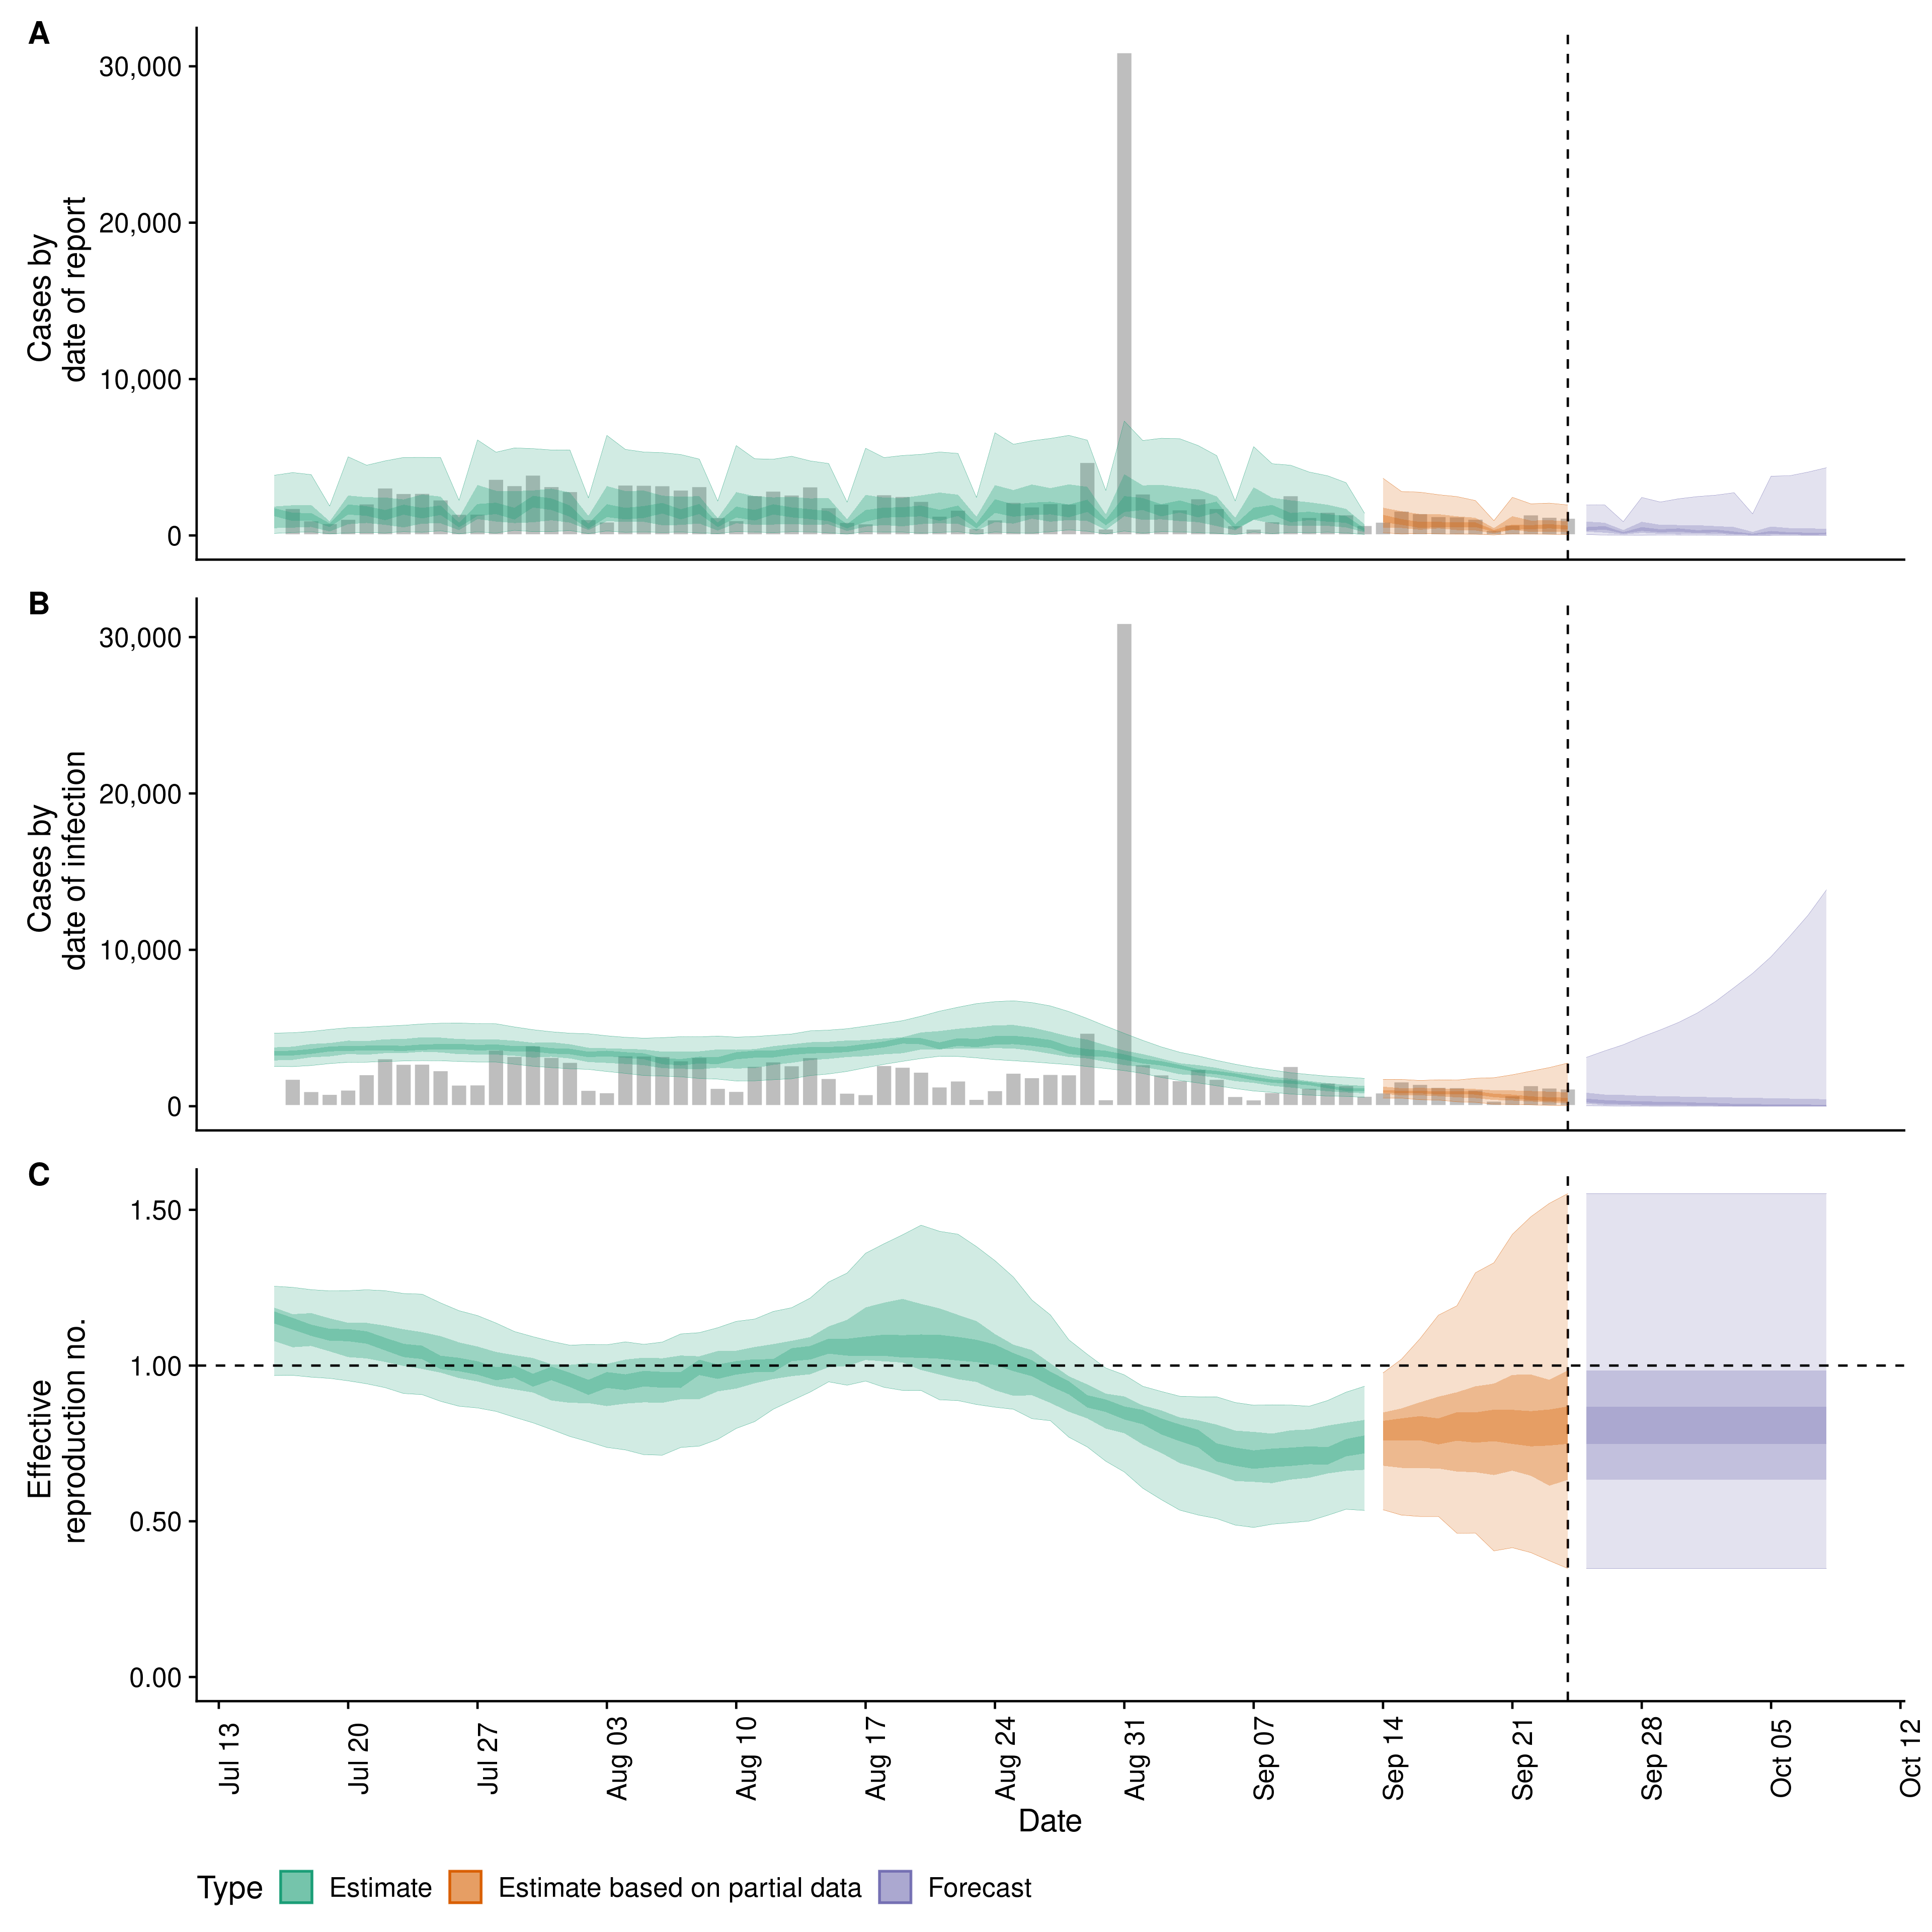 A
Cases by
date of report
30,000
20,000
10,000
0
B
Cases by
date of infection
30,000
20,000
10,000
0
C
Effective
reproduction no.
1.50
1.00
0.50
0.00
Jul 13
Jul 20
Jul 27
Aug 03
Aug 10
Aug 17
Aug 24
Aug 31
Sep 07
Sep 14
Sep 21
Sep 28
Oct 05
Oct 12
Date
Type Estimate Estimate based on partial data Forecast